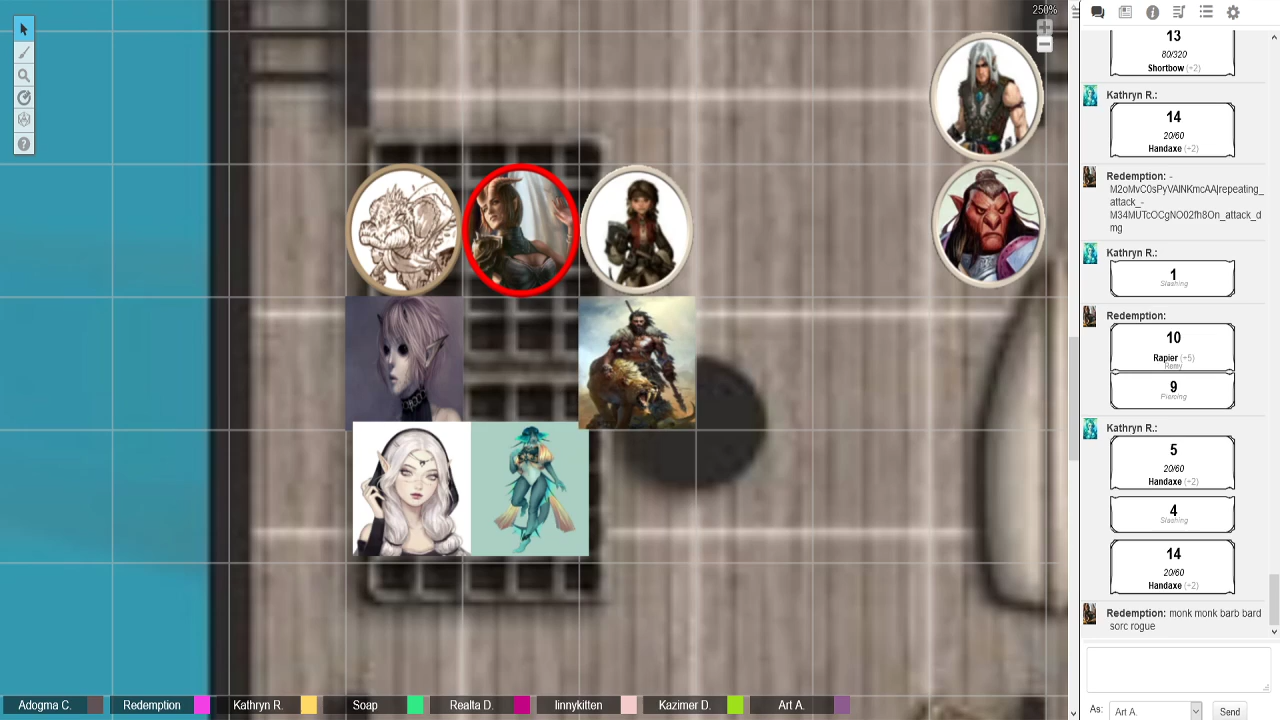 250%
13
80/320
Shortbow (+2)
Kathryn R.:
14
20/60
Handaxe (+2)
Redemption: -
M2oMvC0sPyVAlNKmcAA|repeating_
attack_-
M34MUTcOCgNO02fh8On_attack_d
mg
Kathryn R.:
1
Slashing
Redemption:
10
Rapier (+5)
Remy
9
Piercing
Kathryn R.:
5
20/60
Handaxe (+2)
4
Slashing
14
20/60
Handaxe (+2)
Redemption: monk monk barb bard
sorc rogue
As: Art A. Send
Adogma C. Redemption Kathryn R. Soap Realta D. linnykitten Kazimer D. Art A.